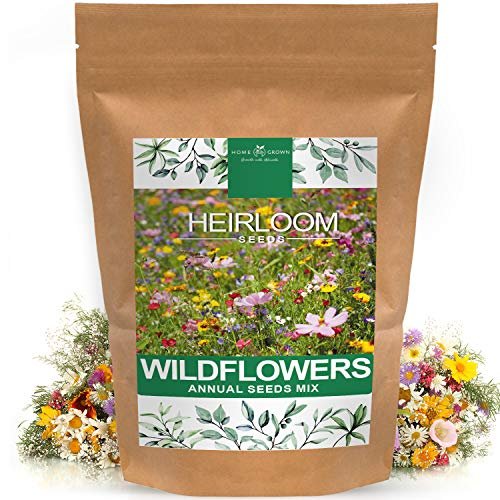 HOME GROWN
HEIRLOOM
SEEDS
WILDFLOWERS
ANNUAL SEEDS MIX